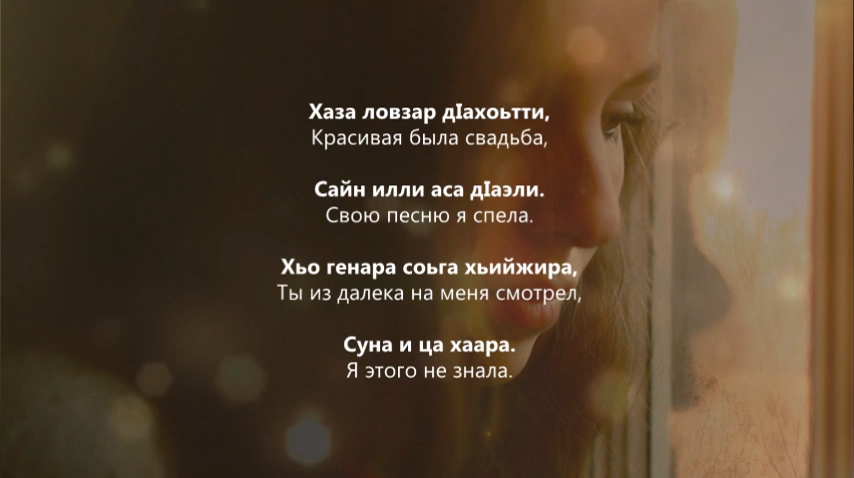 Хаза ловзар дӀахоьтти,
Красивая была свадьба,
Сайн илли аса дӀаэли.
Свою песню я спела.
Хьо генара соьга хьийжира,
Ты из далека на меня смотрел,
Суна и ца хаара.
Я этого не знала.